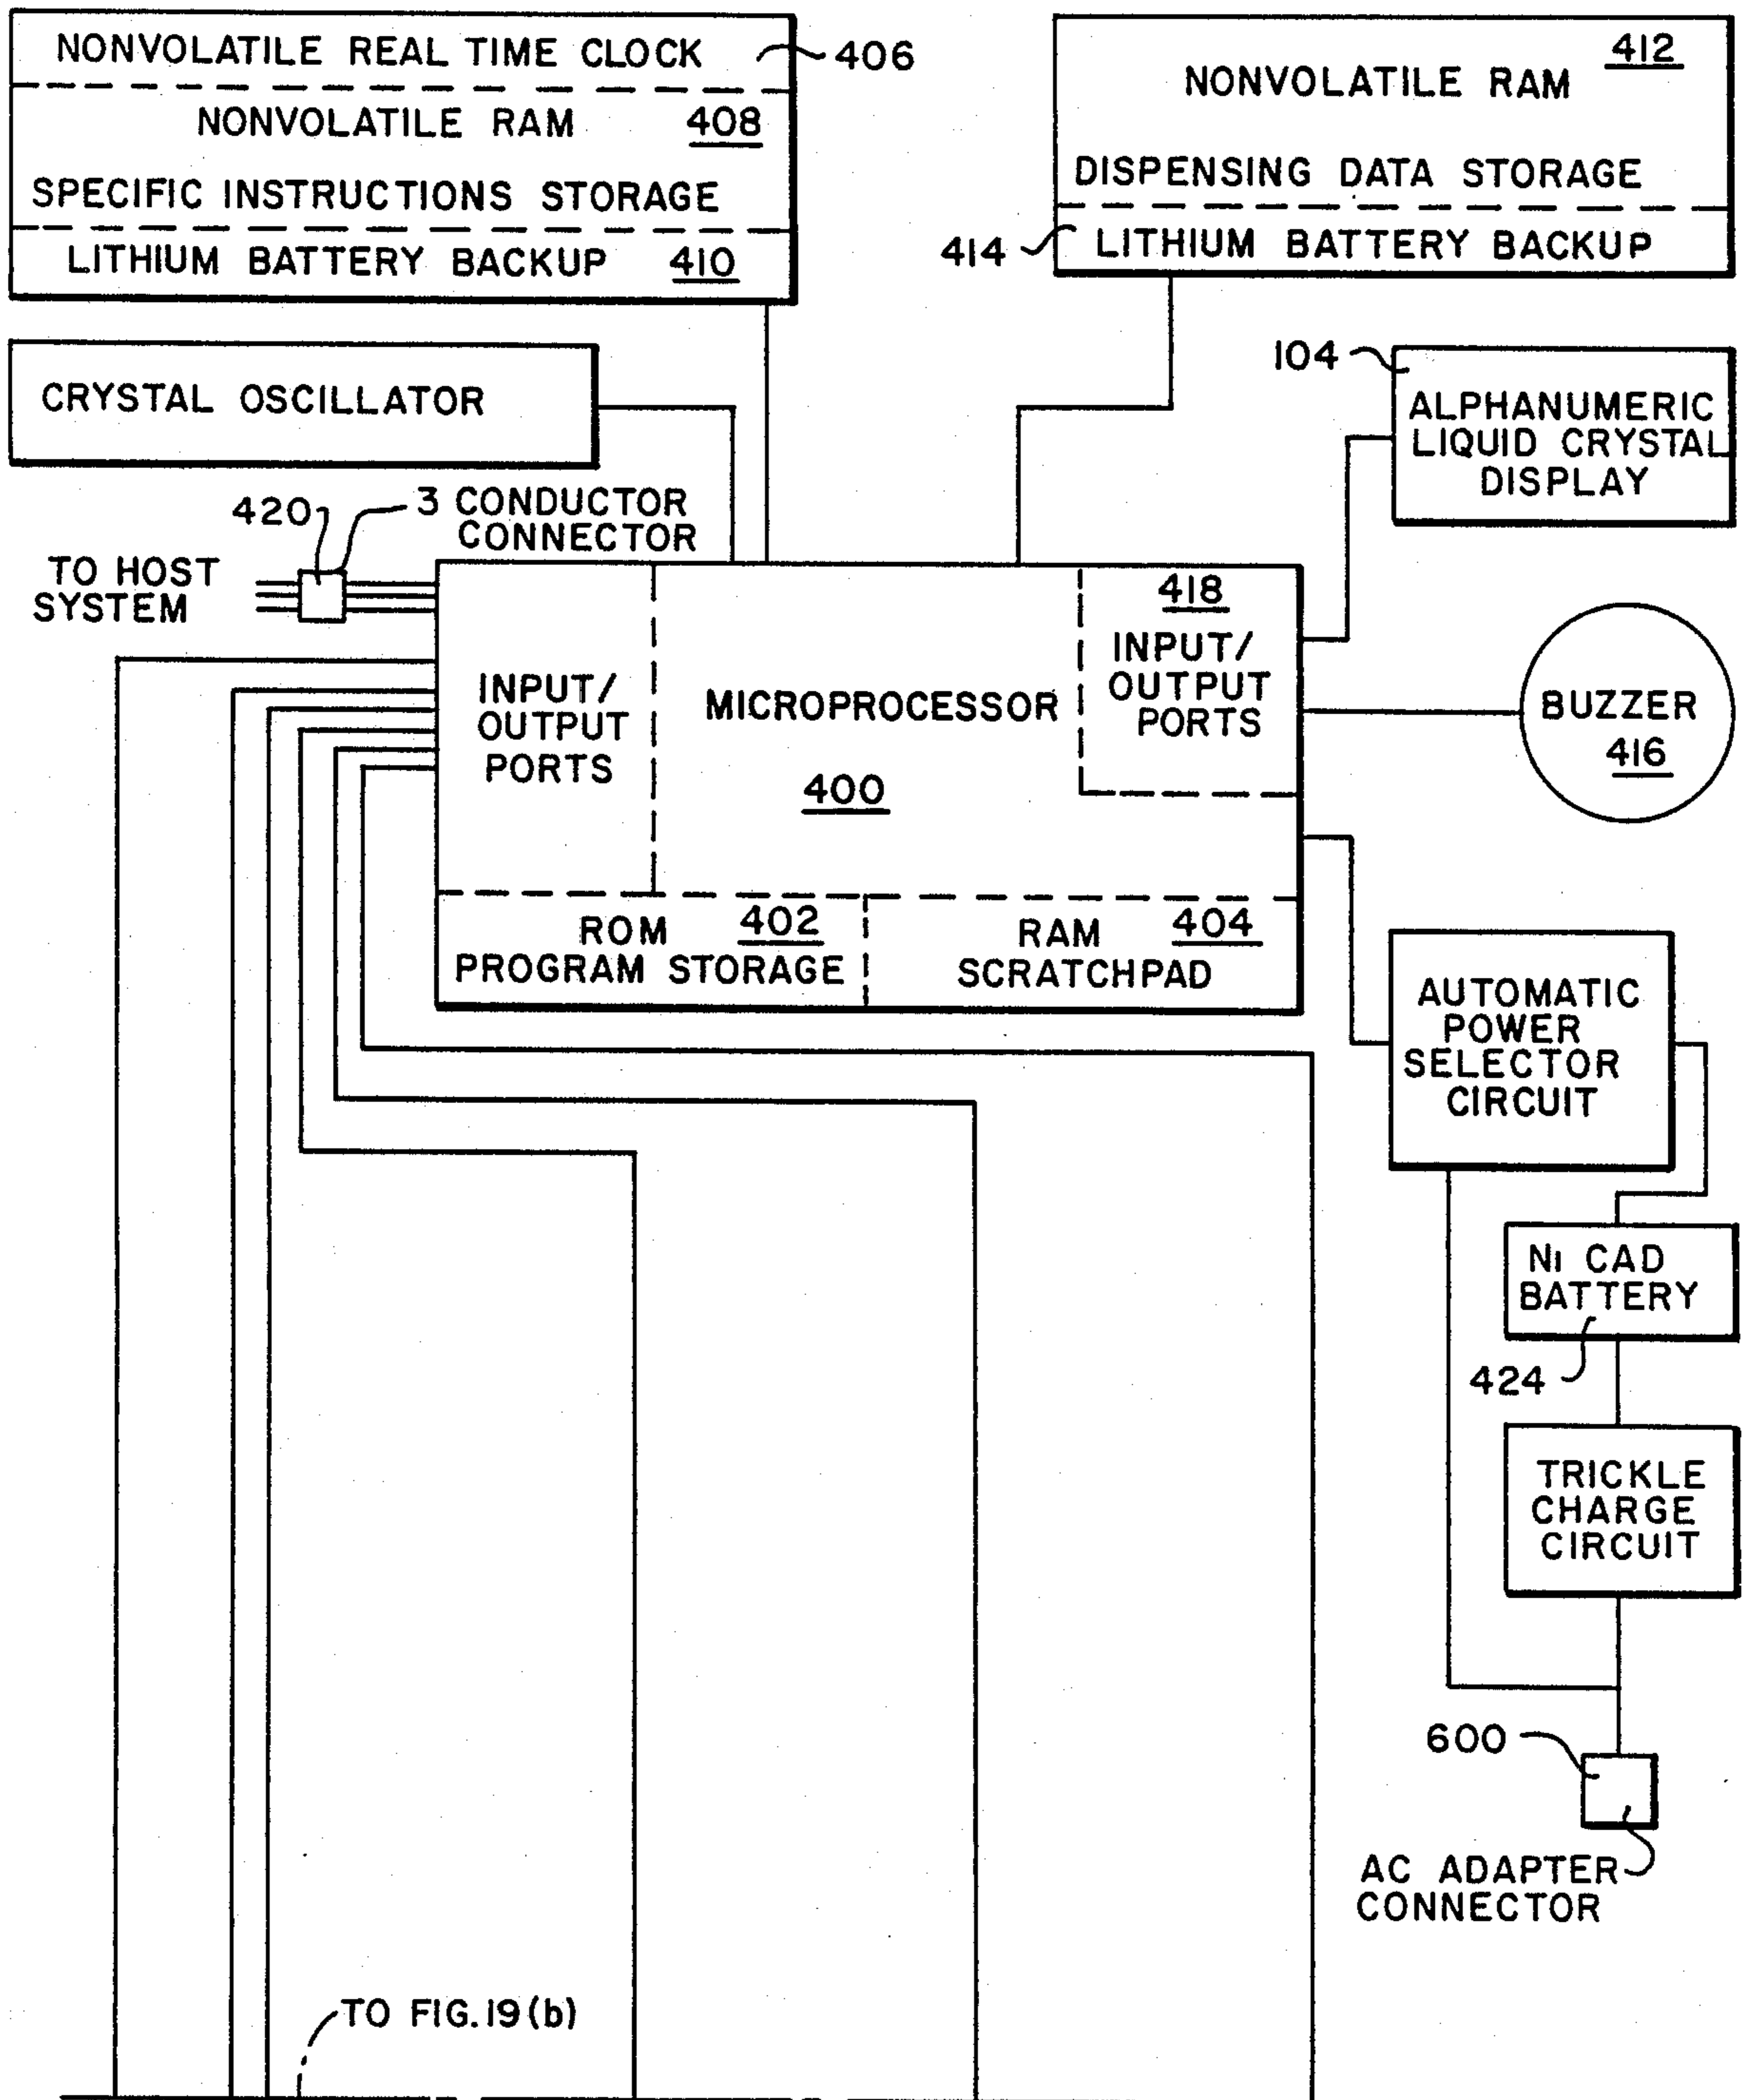 NONVOLATILE REAL TIME CLOCK
406
NONVOLATILE RAM 408
SPECIFIC INSTRUCTIONS STORAGE
LITHIUM BATTERY BACKUP 410
412
NONVOLATILE RAM
DISPENSING DATA STORAGE
414
LITHIUM BATTERY BACKUP
CRYSTAL OSCILLATOR
104
ALPHANUMERIC
LIQUID CRYSTAL
DISPLAY
420
3 CONDUCTOR
CONNECTOR
TO HOST
SYSTEM
INPUT/
OUTPUT
PORTS
MICROPROCESSOR
400
418
INPUT/
OUTPUT
PORTS
BUZZER
416
ROM 402
PROGRAM STORAGE
RAM 404
SCRATCHPAD
AUTOMATIC
POWER
SELECTOR
CIRCUIT
Ni CAD
BATTERY
424
TRICKLE
CHARGE
CIRCUIT
600
AC ADAPTER
CONNECTOR
TO FIG.19(b)